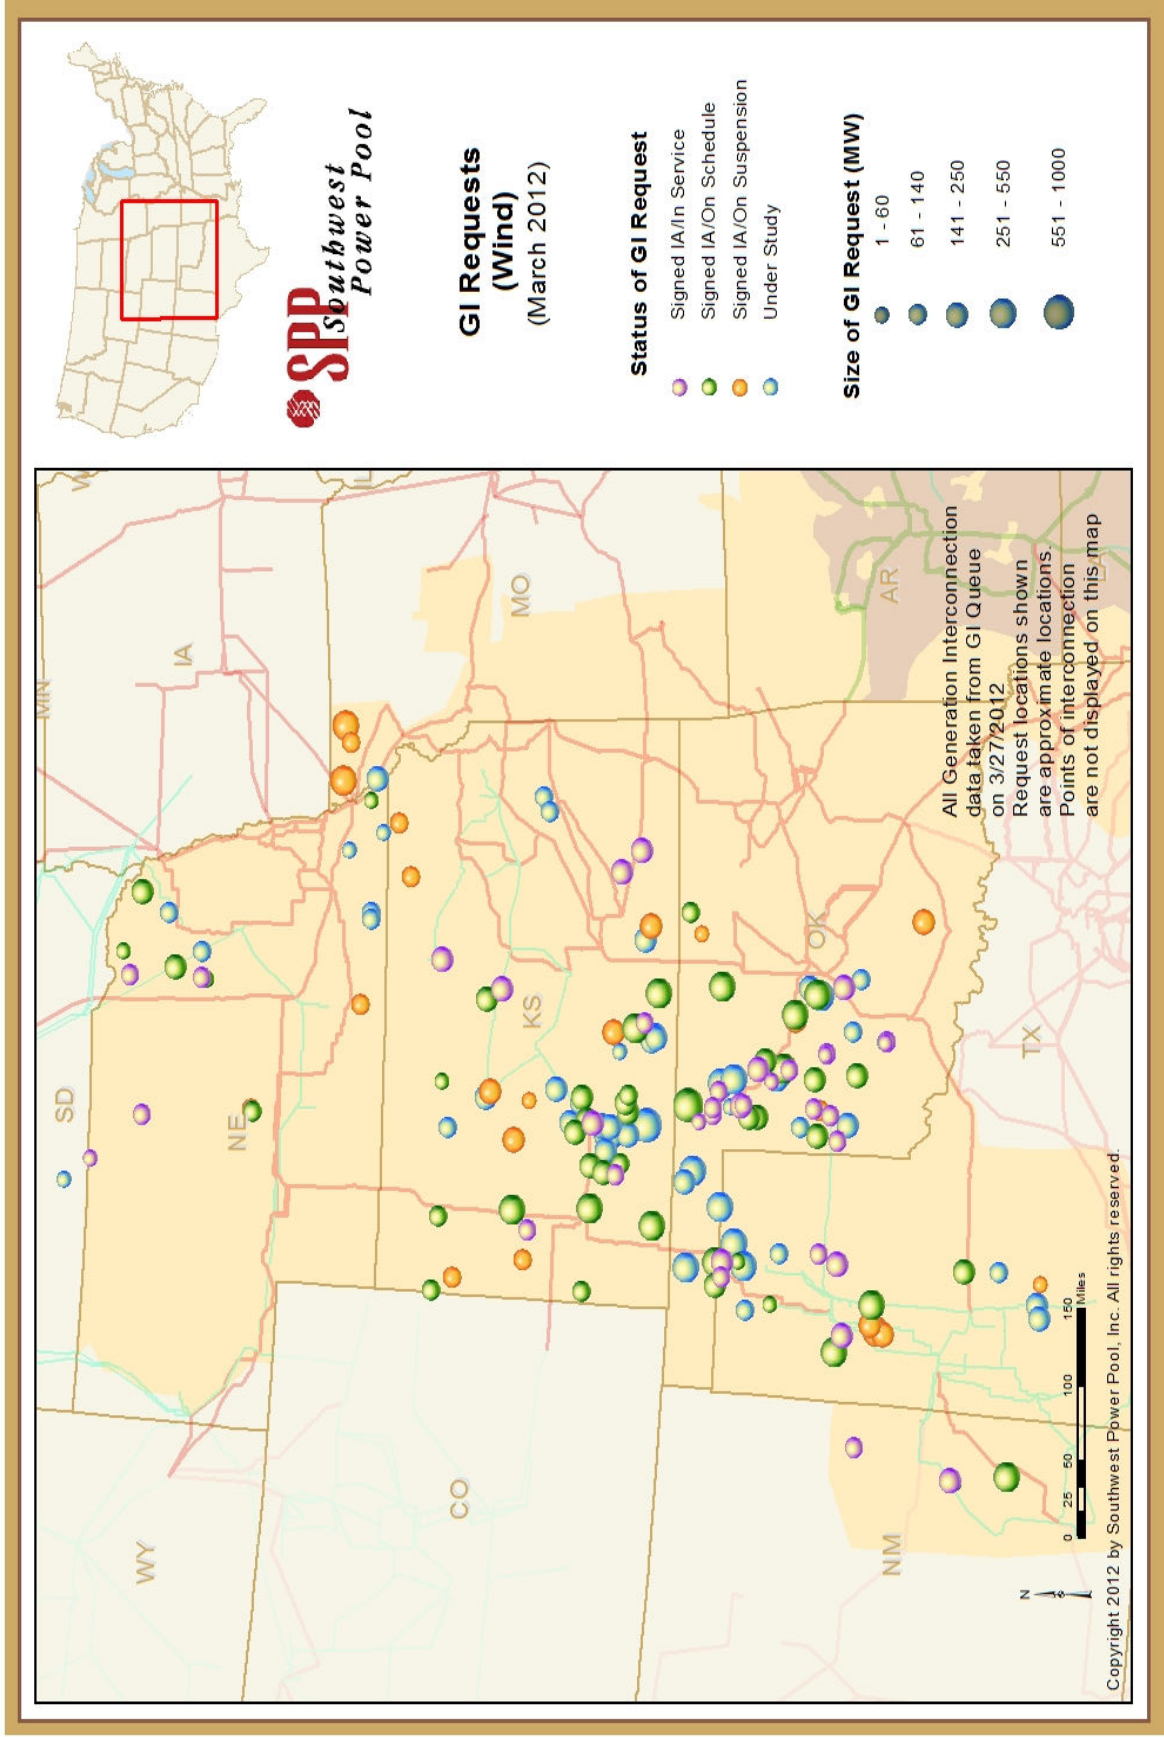 SPP
Southwest
Power Pool
GI Requests
(Wind)
(March 2012)
Status of GI Request
Signed IA/In Service
Signed IA/On Schedule
Signed IA/On Suspension
Under Study
Size of GI Request (MW)
1 - 60
61 - 140
141 - 250
251 - 550
551 - 1000
SD
MIN
W
IA
WY
NE
IL
CO
KS
MO
NM
OK
AR
TX
LA
All Generation Interconnection
data taken from GI Queue
on 3/27/2012
Request locations shown
are approximate locations.
Points of interconnection
are not displayed on this map
N
0 25 50 100 150
Miles
Copyright 2012 by Southwest Power Pool, Inc. All rights reserved.